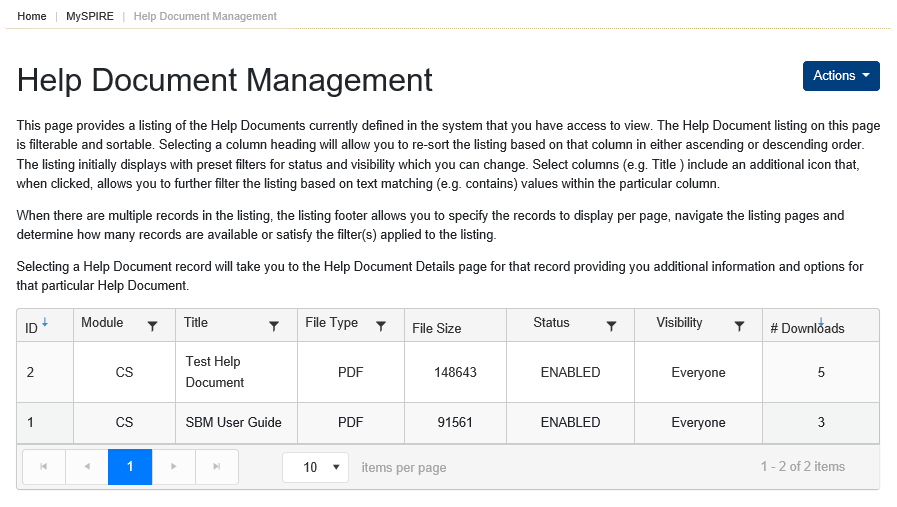 Home | MySPIRE | Help Document Management
Help Document Management
Actions
This page provides a listing of the Help Documents currently defined in the system that you have access to view. The Help Document listing on this page
is filterable and sortable. Selecting a column heading will allow you to re-sort the listing based on that column in either ascending or descending order.
The listing initially displays with preset filters for status and visibility which you can change. Select columns (e.g. Title ) include an additional icon that,
when clicked, allows you to further filter the listing based on text matching (e.g. contains) values within the particular column.
When there are multiple records in the listing, the listing footer allows you to specify the records to display per page, navigate the listing pages and
determine how many records are available or satisfy the filter(s) applied to the listing.
Selecting a Help Document record will take you to the Help Document Details page for that record providing you additional information and options for
that particular Help Document.
ID Module Title File Type File Size Status Visibility # Downloads
2 CS Test Help Document PDF 148643 ENABLED Everyone 5
1 CS SBM User Guide PDF 91561 ENABLED Everyone 3
1 10 items per page 1 - 2 of 2 items